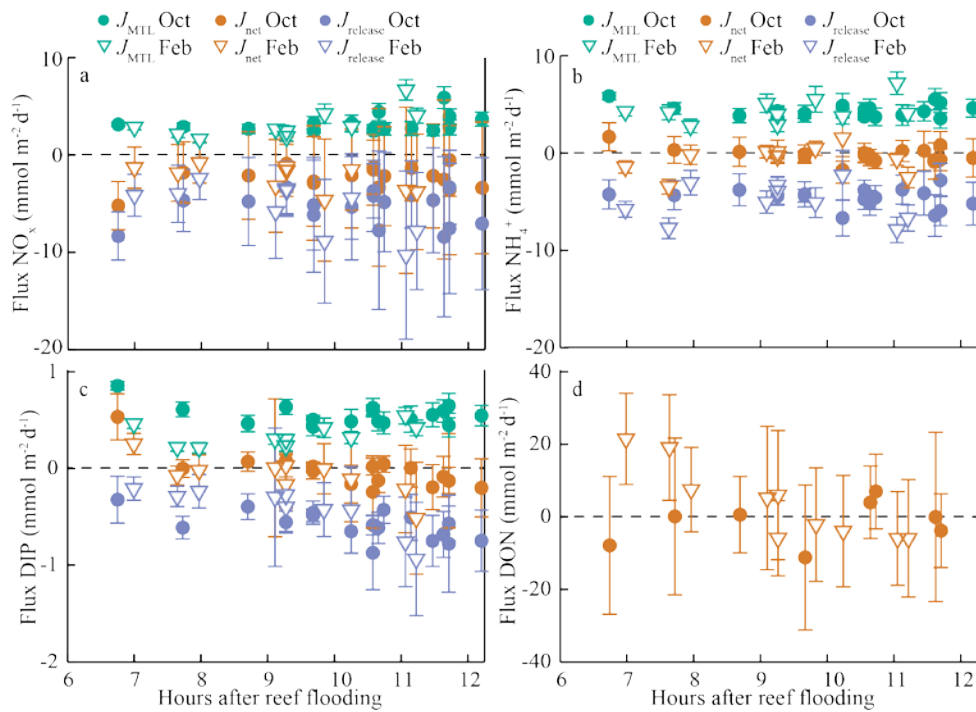 J_MTL Oct J_net Oct J_release Oct J_MTL Oct J_net Oct J_release Oct
J_MTL Feb J_net Feb J_release Feb J_MTL Feb J_net Feb J_release Feb
a
10
0
-10
-20
Flux NOₓ (mmol m⁻² d⁻¹)
b
10
0
-10
-20
Flux NH₄⁺ (mmol m⁻² d⁻¹)
c
1
0
-1
-2
Flux DIP (mmol m⁻² d⁻¹)
6 7 8 9 10 11 12
Hours after reef flooding
d
40
20
0
-20
-40
Flux DON (mmol m⁻² d⁻¹)
6 7 8 9 10 11 12
Hours after reef flooding